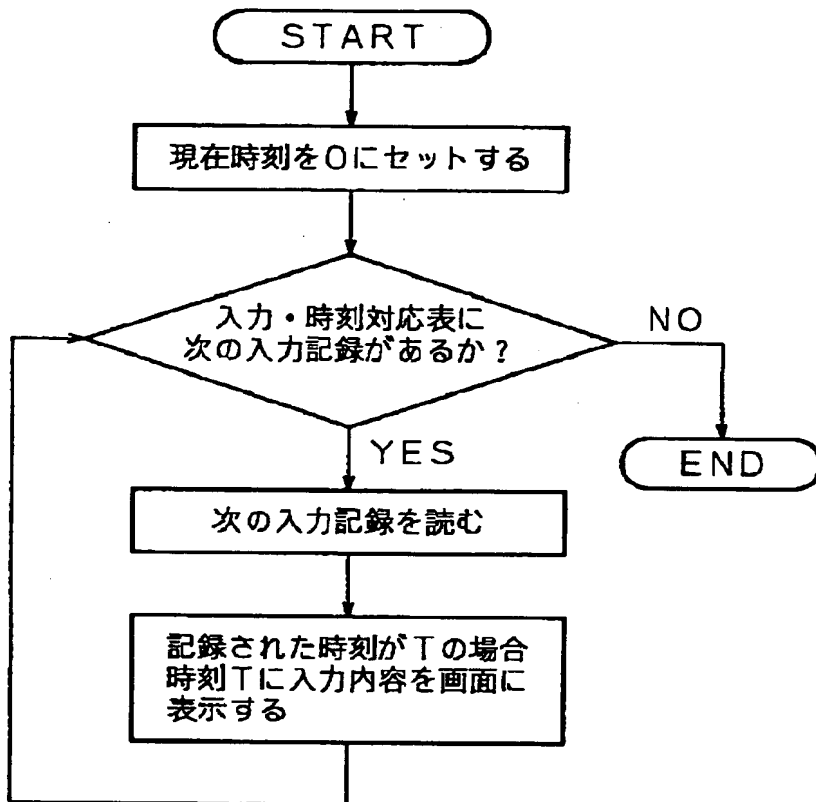 START
現在時刻を0にセットする
入力・時刻対応表に
次の入力記録があるか?
NO
YES
END
次の入力記録を読む
記録された時刻がTの場合
時刻Tに入力内容を画面に
表示する